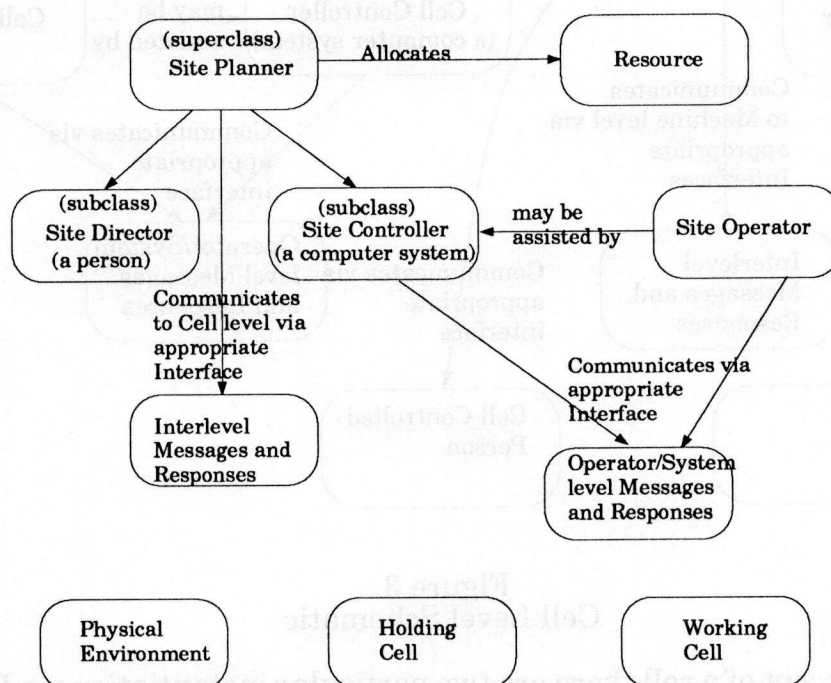 (superclass)
Site Planner
Allocates
Resource
(subclass)
Site Director
(a person)
(subclass)
Site Controller
(a computer system)
may be
assisted by
Site Operator
Communicates
to Cell level via
appropriate
Interface
Communicates via
appropriate
Interface
Interlevel
Messages and
Responses
Operator/System
level Messages
and Responses
Physical
Environment
Holding
Cell
Working
Cell